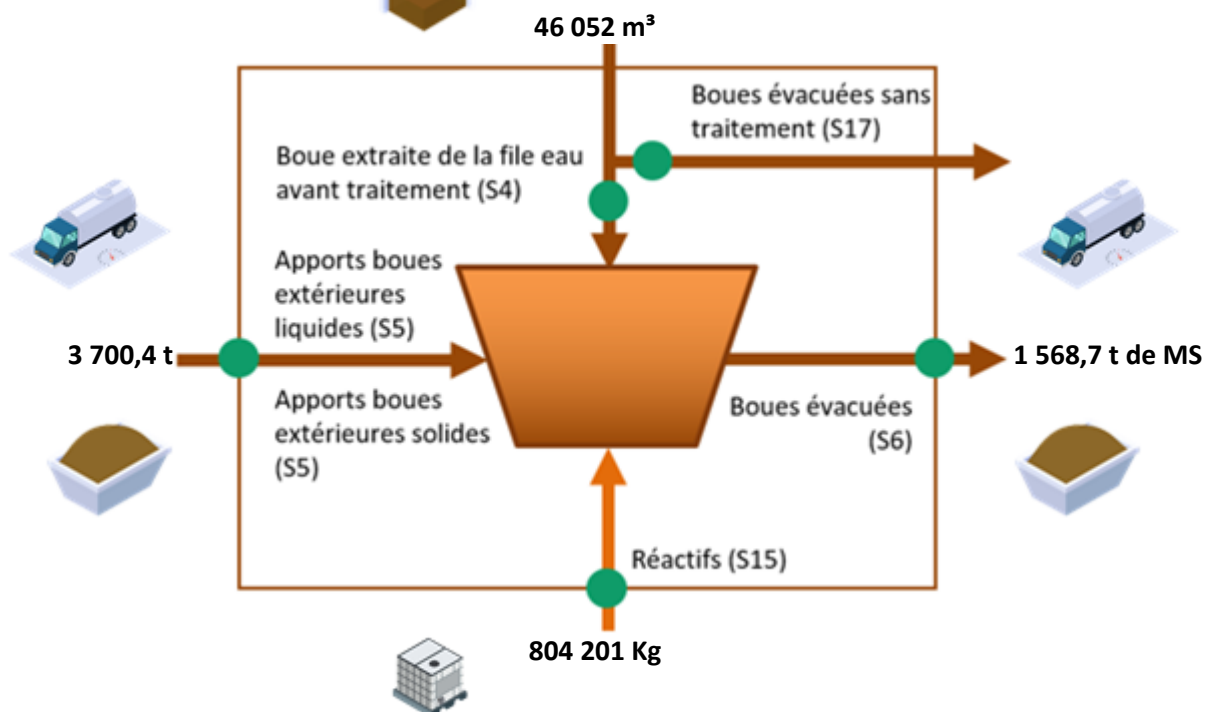 46 052 m³
Boues évacuées sans
traitement (S17)
Boue extraite de la file eau
avant traitement (S4)
Apports boues
extérieures
liquides (S5)
3 700,4 t
1 568,7 t de MS
Apports boues
extérieures solides
(S5)
Boues évacuées
(S6)
Réactifs (S15)
804 201 Kg